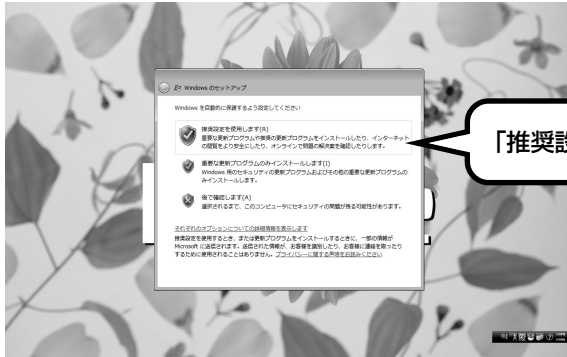 Windows のセットアップ
Windows を自動的に保護するよう設定してください
推奨設定を使用します(R)
重要な更新プログラムや推奨の更新プログラムをインストールしたり、インターネット
の閲覧をより安全にしたり、オンラインで問題の解決策を確認したりします。
「推奨設
重要な更新プログラムのみインストールします(I)
Windows 用のセキュリティの更新プログラムおよびその他の重要な更新プログラムの
みインストールします。
後で確認します(A)
選択されるまで、このコンピュータにセキュリティの問題が残る可能性があります。
それぞれのオプションについての詳細情報を表示します
推奨設定を使用するとき、または更新プログラムをインストールするときに、一部の情報が
Microsoft に送信されます。送信された情報が、お客様を識別したり、お客様に連絡を取ったり
するために使用されることはありません。プライバシーに関する声明をお読みください